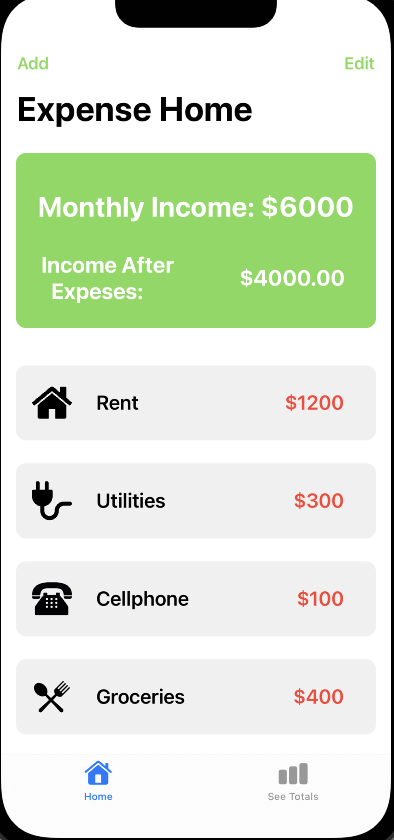 Add Edit
Expense Home
Monthly Income: $6000
Income After
Expeses:
$4000.00
Rent $1200
Utilities $300
Cellphone $100
Groceries $400
Home See Totals